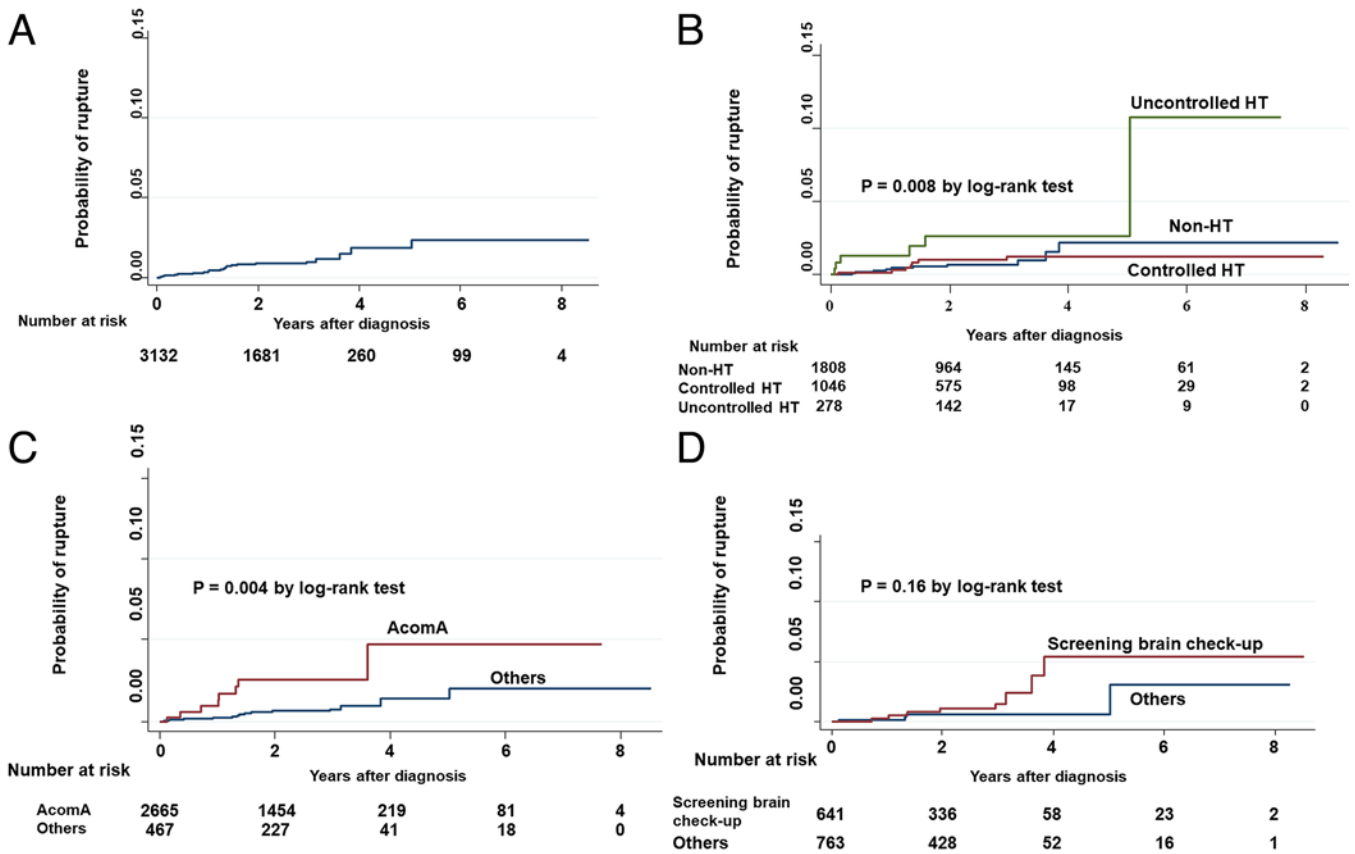 A
0.15
0.10
0.05
0.00
Probability of rupture
0 2 4 6 8
Number at risk
Years after diagnosis
3132 1681 260 99 4
B
0.15
0.10
0.05
0.00
Probability of rupture
Uncontrolled HT
P = 0.008 by log-rank test
Non-HT
Controlled HT
0 2 4 6 8
Years after diagnosis
Number at risk
Non-HT 1808 964 145 61 2
Controlled HT 1046 575 98 29 2
Uncontrolled HT 278 142 17 9 0
C
0.15
0.10
0.05
0.00
Probability of rupture
P = 0.004 by log-rank test
AcomA
Others
0 2 4 6 8
Number at risk
Years after diagnosis
AcomA 2665 1454 219 81 4
Others 467 227 41 18 0
D
0.15
0.10
0.05
0.00
Probability of rupture
P = 0.16 by log-rank test
Screening brain check-up
Others
0 2 4 6 8
Number at risk
Years after diagnosis
Screening brain
check-up 641 336 58 23 2
Others 763 428 52 16 1